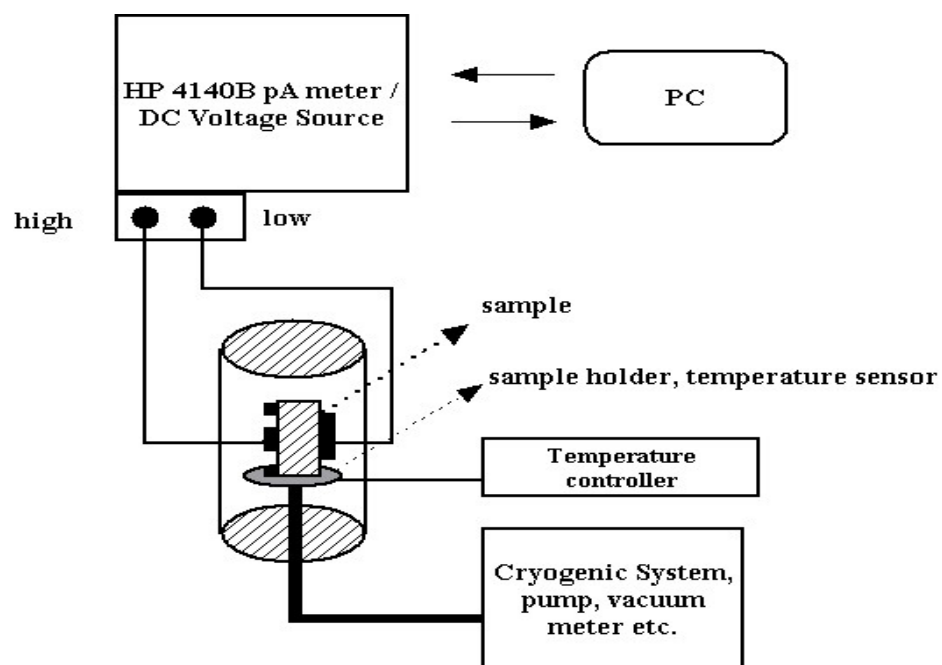 HP 4140B pA meter /
DC Voltage Source
PC
high
low
sample
sample holder, temperature sensor
Temperature
controller
Cryogenic System,
pump, vacuum
meter etc.